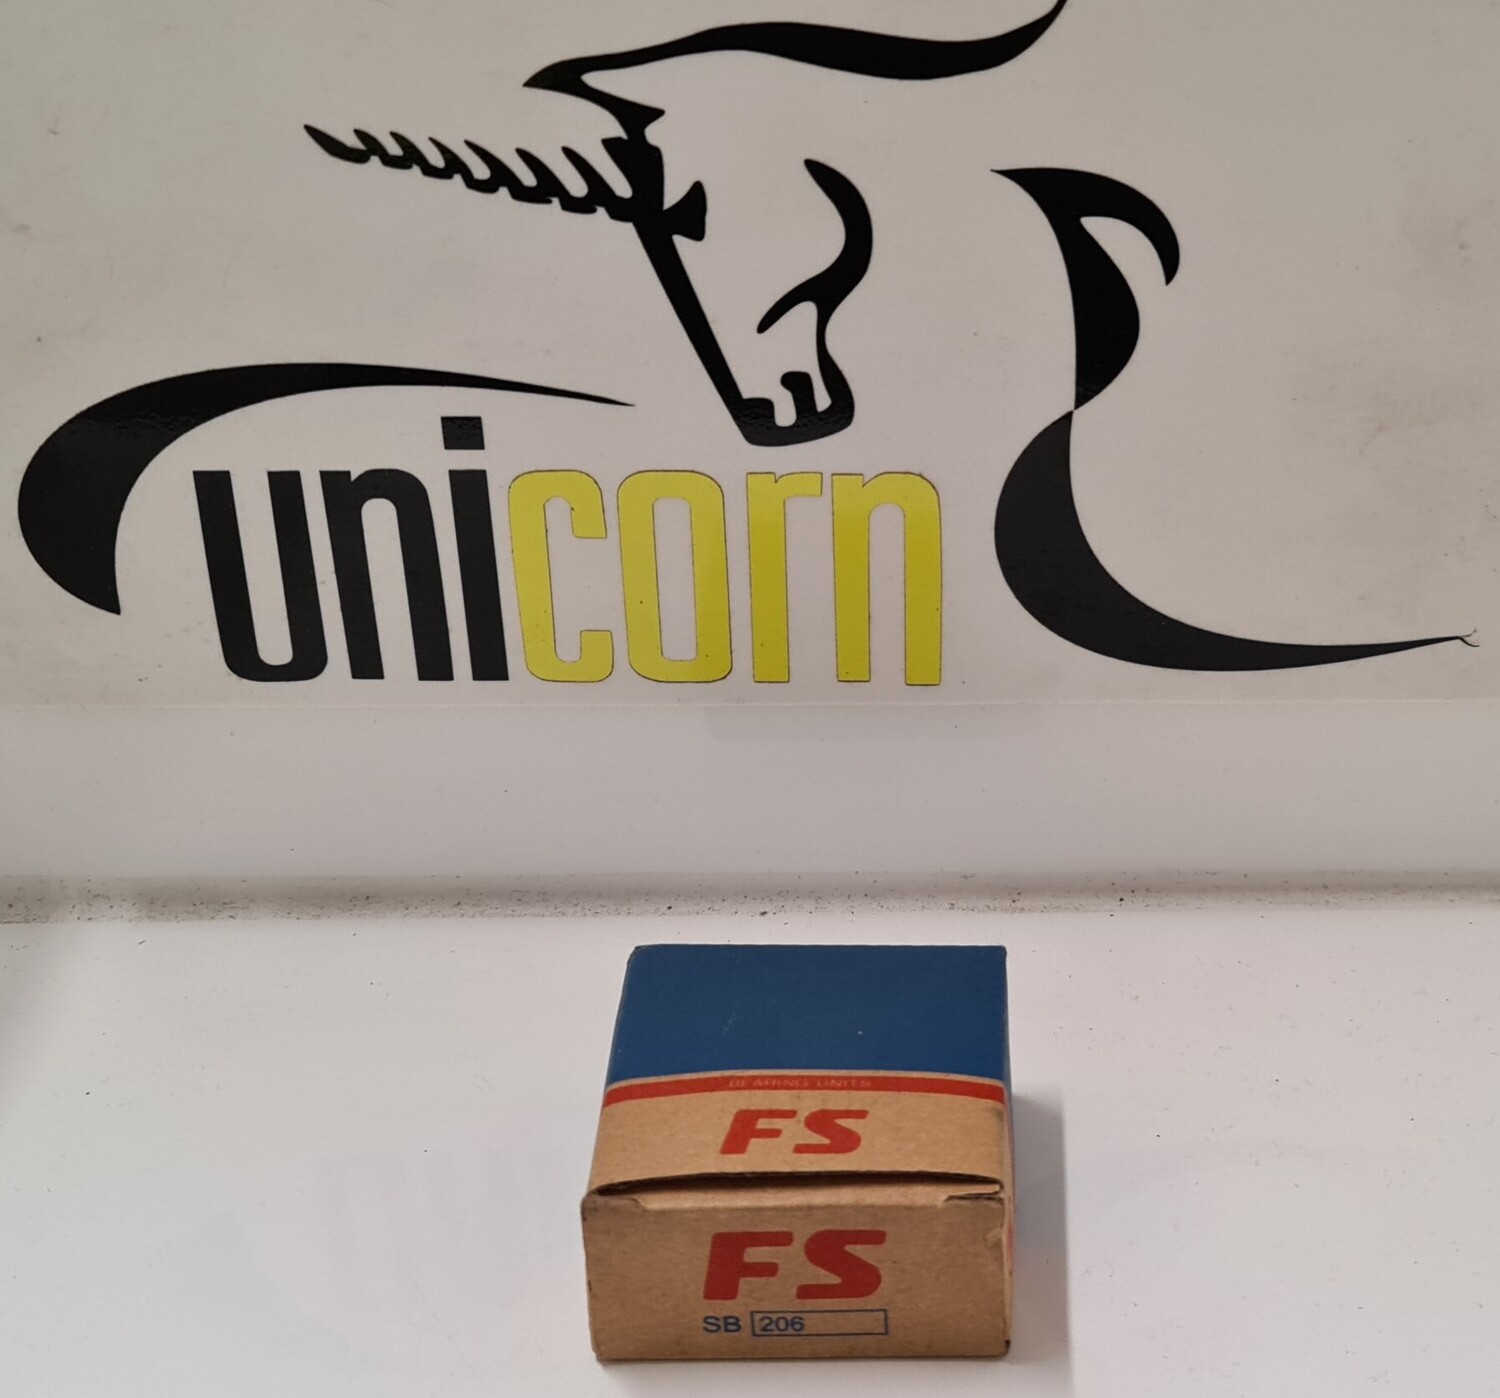 unicorn
BEARING UNITS
FS
FS
SB 206